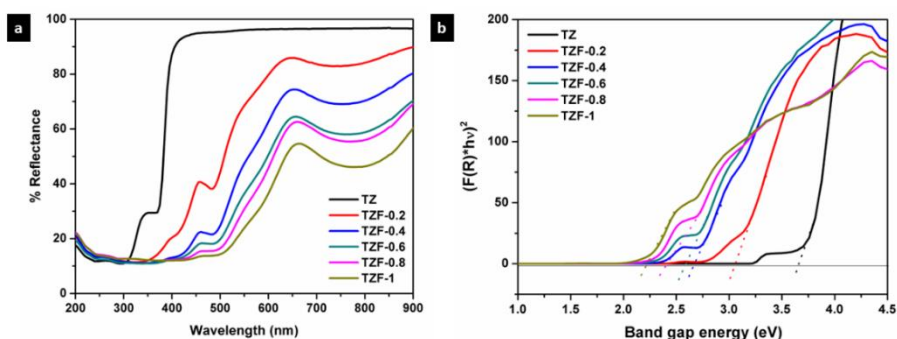 a
% Reflectance
100
80
60
40
20
0
200 300 400 500 600 700 800 900
Wavelength (nm)
TZ
TZF-0.2
TZF-0.4
TZF-0.6
TZF-0.8
TZF-1
b
(F(R)*hν)²
200
150
100
50
0
1.0 1.5 2.0 2.5 3.0 3.5 4.0 4.5
Band gap energy (eV)
TZ
TZF-0.2
TZF-0.4
TZF-0.6
TZF-0.8
TZF-1